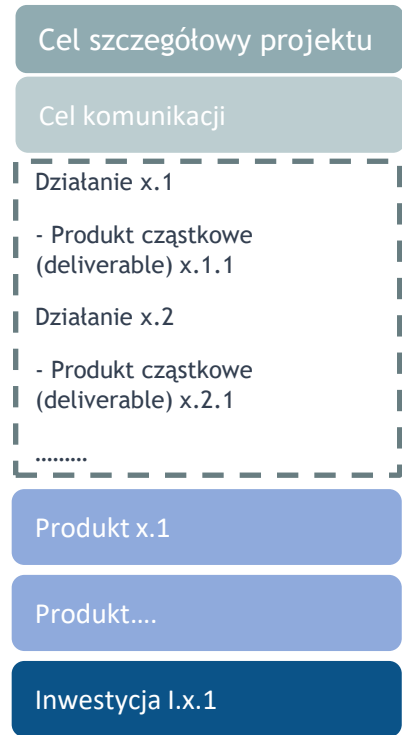 Cel szczegółowy projektu
Cel komunikacji
Działanie x.1
- Produkt cząstkowe
(deliverable) x.1.1
Działanie x.2
- Produkt cząstkowe
(deliverable) x.2.1
.........
Produkt x.1
Produkt....
Inwestycja I.x.1